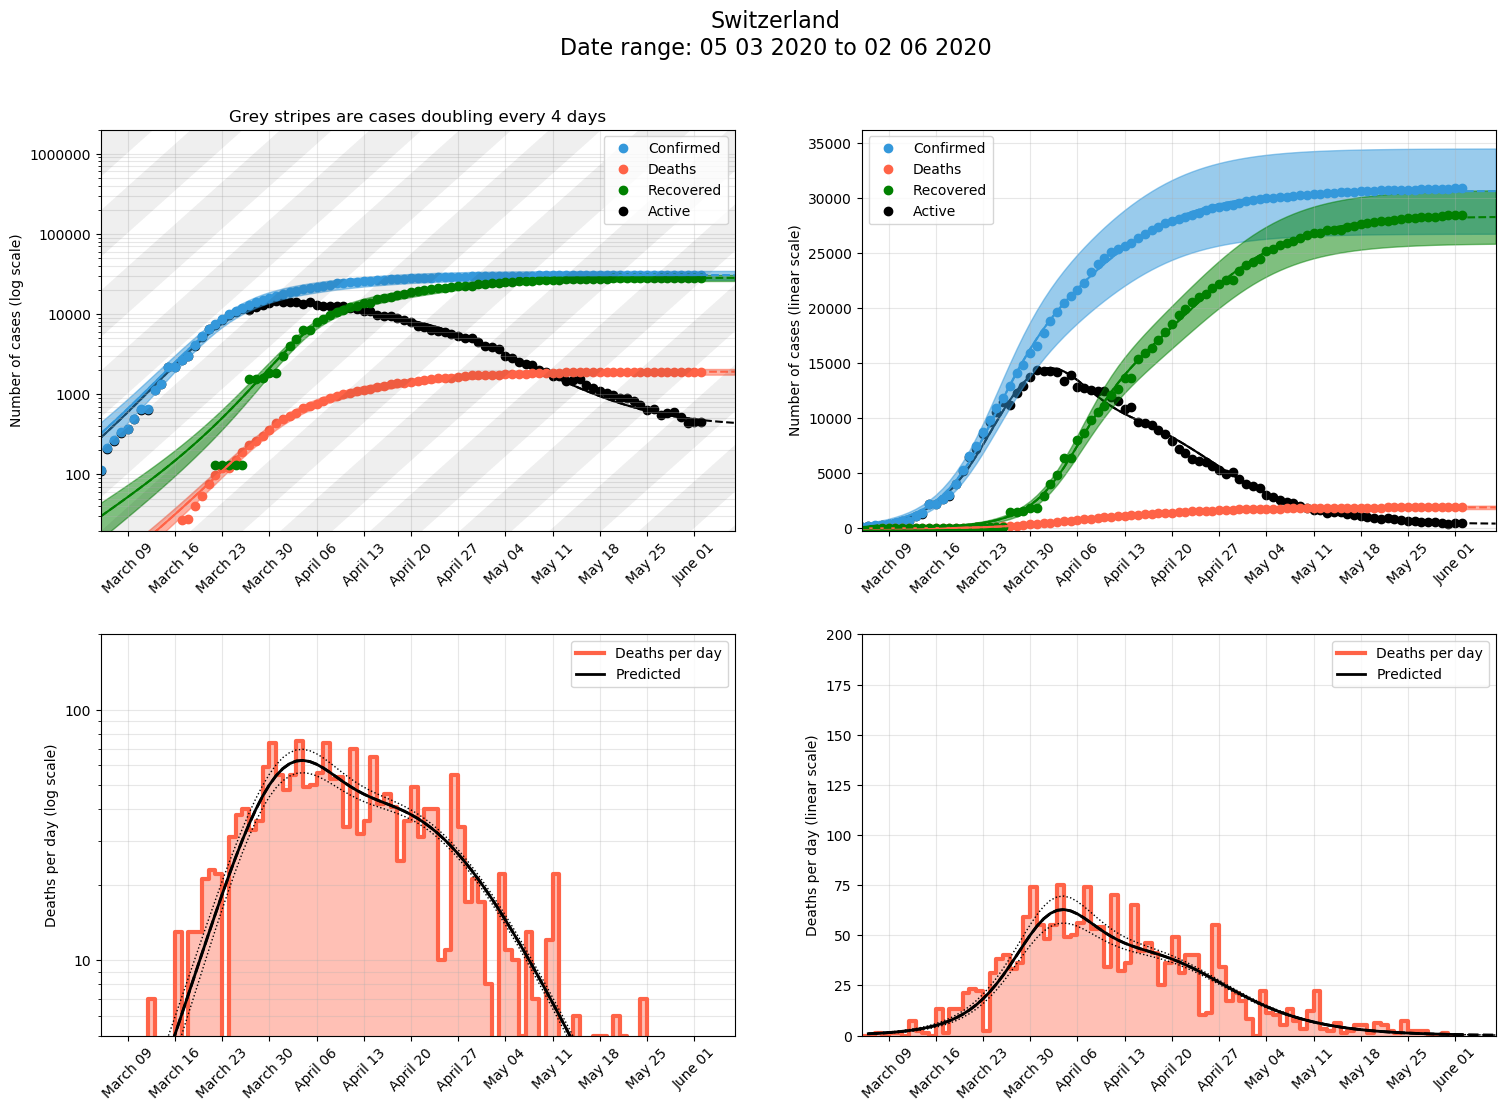 Switzerland
Date range: 05 03 2020 to 02 06 2020
Grey stripes are cases doubling every 4 days
Number of cases (log scale)
1000000
100000
10000
1000
100
Confirmed
Deaths
Recovered
Active
March 09
March 16
March 23
March 30
April 06
April 13
April 20
April 27
May 04
May 11
May 18
May 25
June 01
Number of cases (linear scale)
35000
30000
25000
20000
15000
10000
5000
0
Confirmed
Deaths
Recovered
Active
March 09
March 16
March 23
March 30
April 06
April 13
April 20
April 27
May 04
May 11
May 18
May 25
June 01
Deaths per day (log scale)
100
10
Deaths per day
Predicted
March 09
March 16
March 23
March 30
April 06
April 13
April 20
April 27
May 04
May 11
May 18
May 25
June 01
Deaths per day (linear scale)
200
175
150
125
100
75
50
25
0
Deaths per day
Predicted
March 09
March 16
March 23
March 30
April 06
April 13
April 20
April 27
May 04
May 11
May 18
May 25
June 01